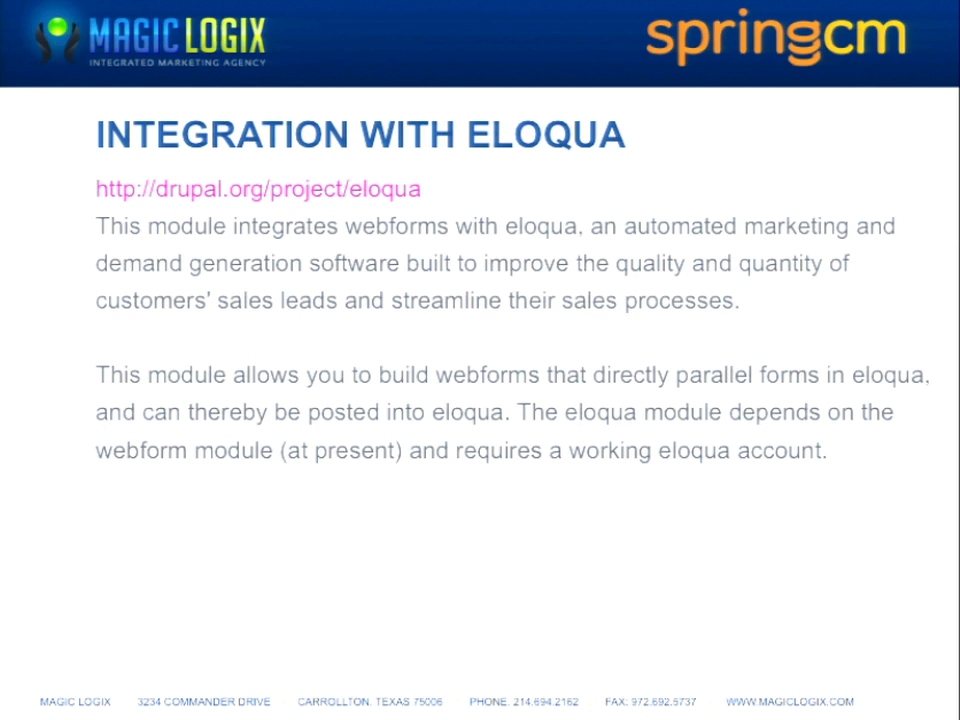 MAGIC LOGIX
INTEGRATED MARKETING AGENCY
springcm
INTEGRATION WITH ELOQUA
http://drupal.org/project/eloqua
This module integrates webforms with eloqua, an automated marketing and
demand generation software built to improve the quality and quantity of
customers' sales leads and streamline their sales processes.
This module allows you to build webforms that directly parallel forms in eloqua,
and can thereby be posted into eloqua. The eloqua module depends on the
webform module (at present) and requires a working eloqua account.
MAGIC LOGIX 3234 COMMANDER DRIVE CARROLLTON, TEXAS 75006 PHONE: 214.694.2162 FAX: 972.692.5737 WWW.MAGICLOGIX.COM